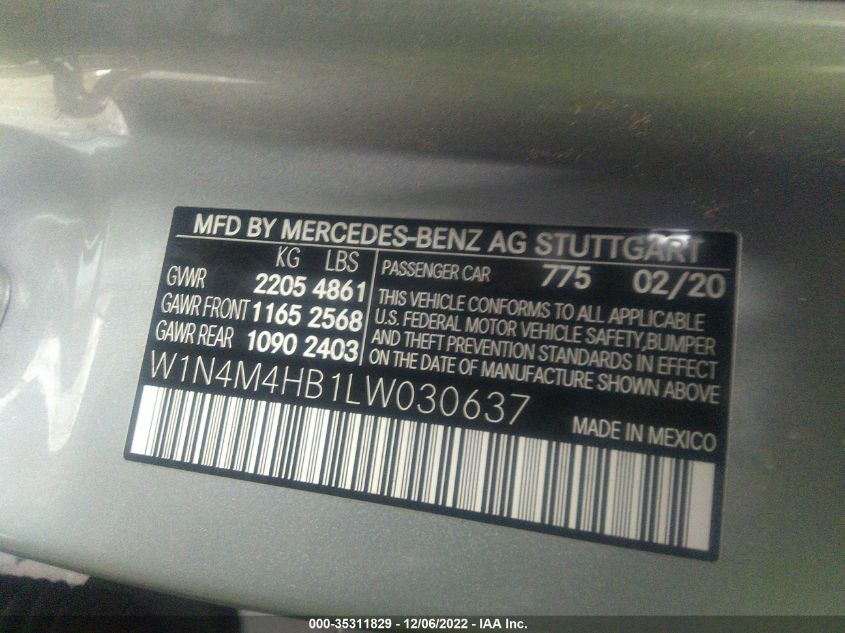 MFD BY MERCEDES-BENZ AG STUTTGART
KG LBS
GVWR 2205 4861
GAWR FRONT 1165 2568
GAWR REAR 1090 2403
PASSENGER CAR 775 02/20
THIS VEHICLE CONFORMS TO ALL APPLICABLE
U.S. FEDERAL MOTOR VEHICLE SAFETY,BUMPER
AND THEFT PREVENTION STANDARDS IN EFFECT
ON THE DATE OF MANUFACTURE SHOWN ABOVE
W1N4M4HB1LW030637
MADE IN MEXICO
000-35311829 - 12/06/2022 - IAA Inc.